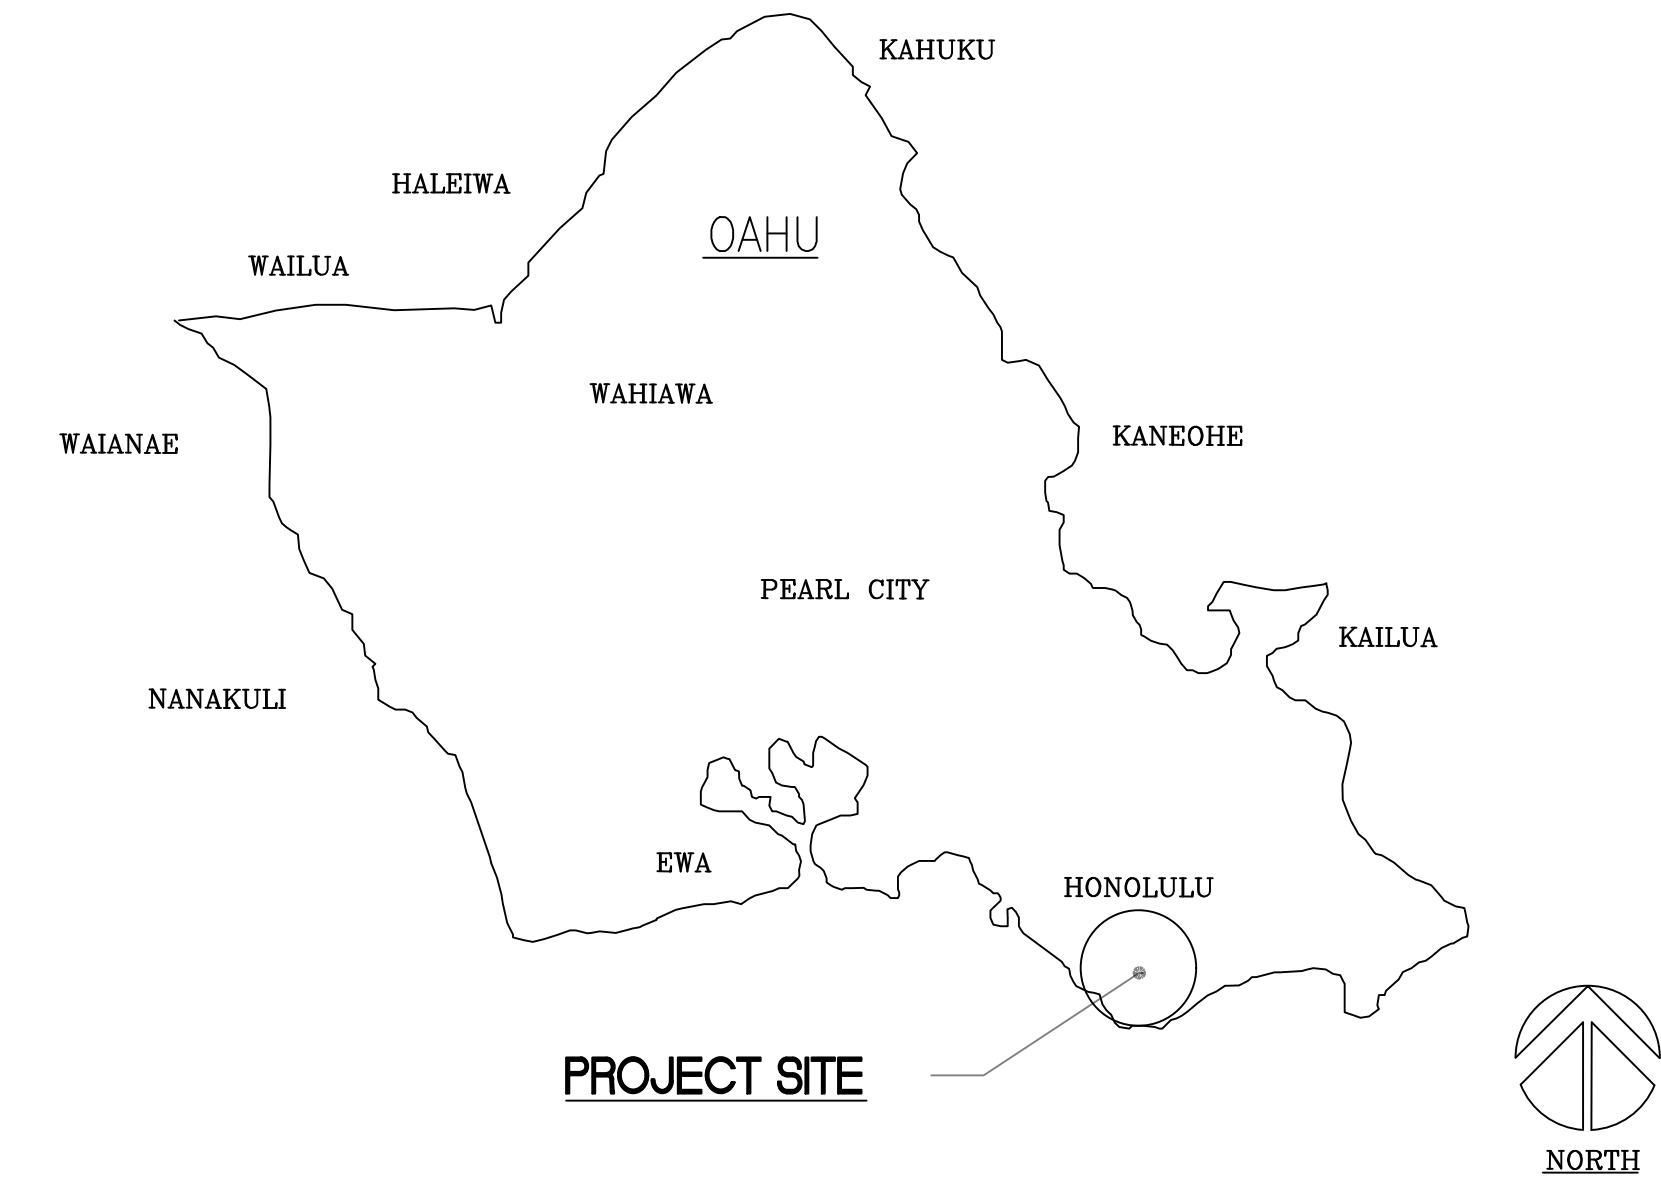 KAHUKU
HALEIWA
OAHU
WAILUA
WAHIAWA
WAIANAE
KANEOHE
PEARL CITY
KAILUA
NANAKULI
EWA
HONOLULU
PROJECT SITE
NORTH